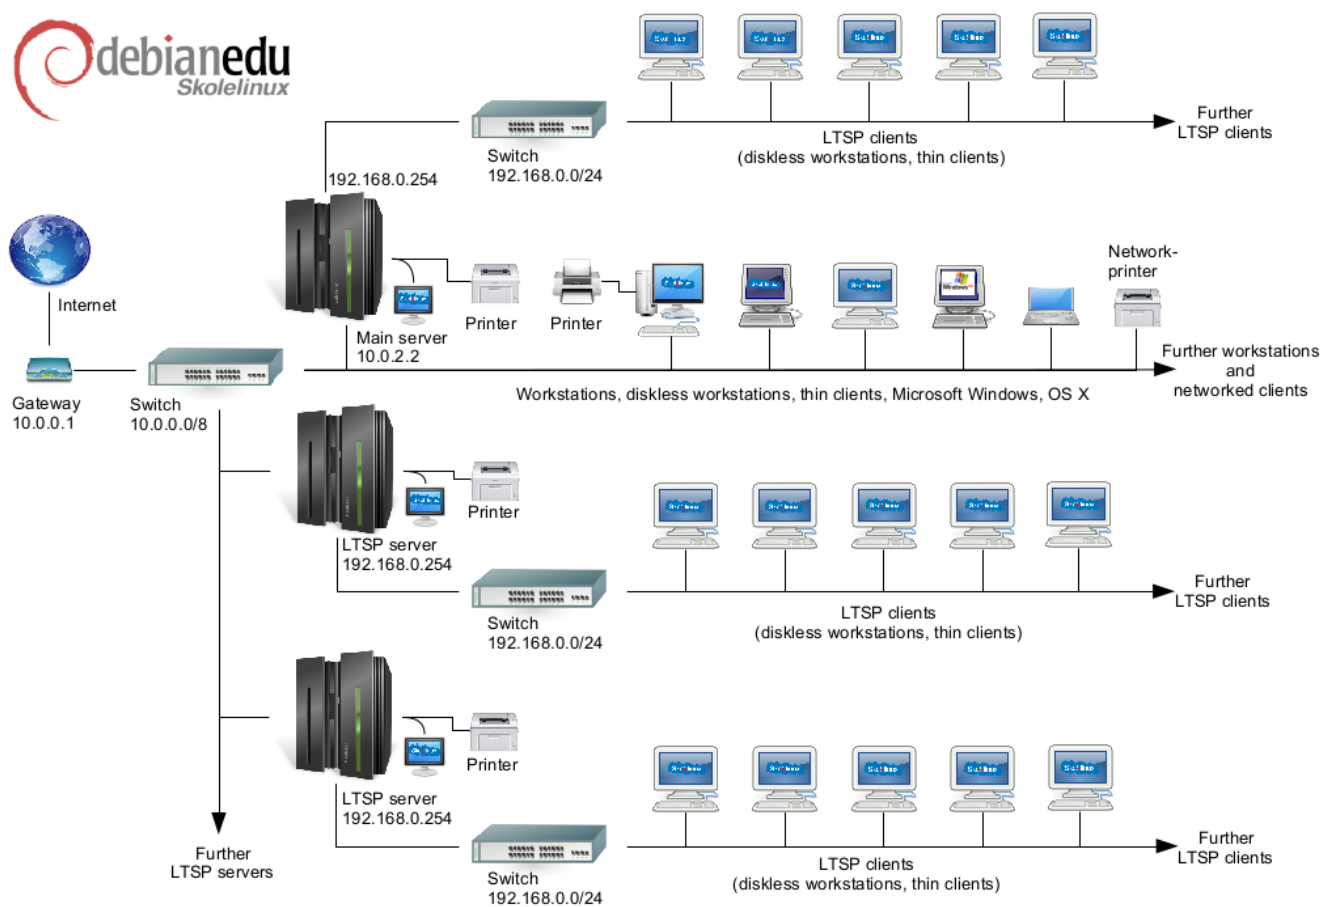 debianedu
Skolelinux
Further
LTSP clients
LTSP clients
(diskless workstations, thin clients)
Switch
192.168.0.0/24
192.168.0.254
Internet
Network-
printer
Printer
Printer
Main server
10.0.2.2
Windows
Further workstations
and
networked clients
Gateway
10.0.0.1
Switch
10.0.0.0/8
Workstations, diskless workstations, thin clients, Microsoft Windows, OS X
Printer
LTSP server
192.168.0.254
Further
LTSP clients
LTSP clients
(diskless workstations, thin clients)
Switch
192.168.0.0/24
Printer
LTSP server
192.168.0.254
Further
LTSP clients
LTSP clients
(diskless workstations, thin clients)
Further
LTSP servers
Switch
192.168.0.0/24